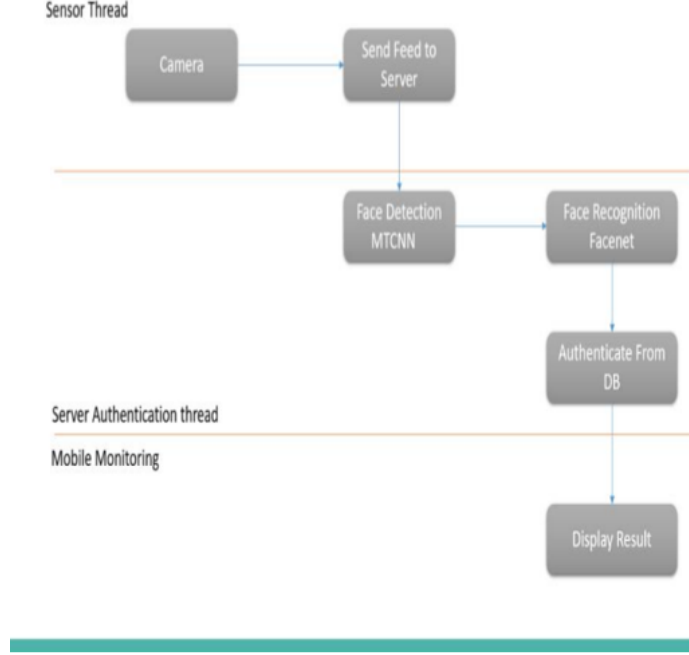 Sensor Thread
Camera
Send Feed to
Server
Face Detection
MTCNN
Face Recognition
Facenet
Authenticate From
DB
Server Authentication thread
Mobile Monitoring
Display Result